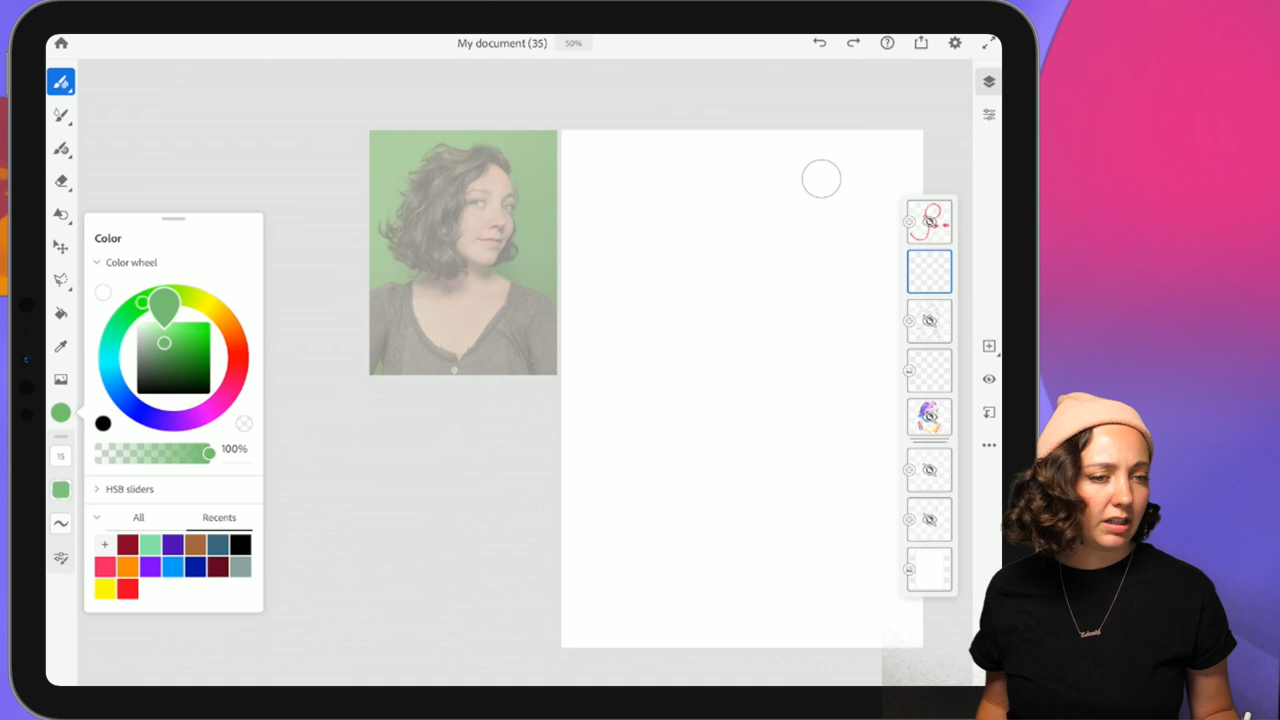 My document (35)
50%
Color
Color wheel
100%
15
HSB sliders
All
Recents